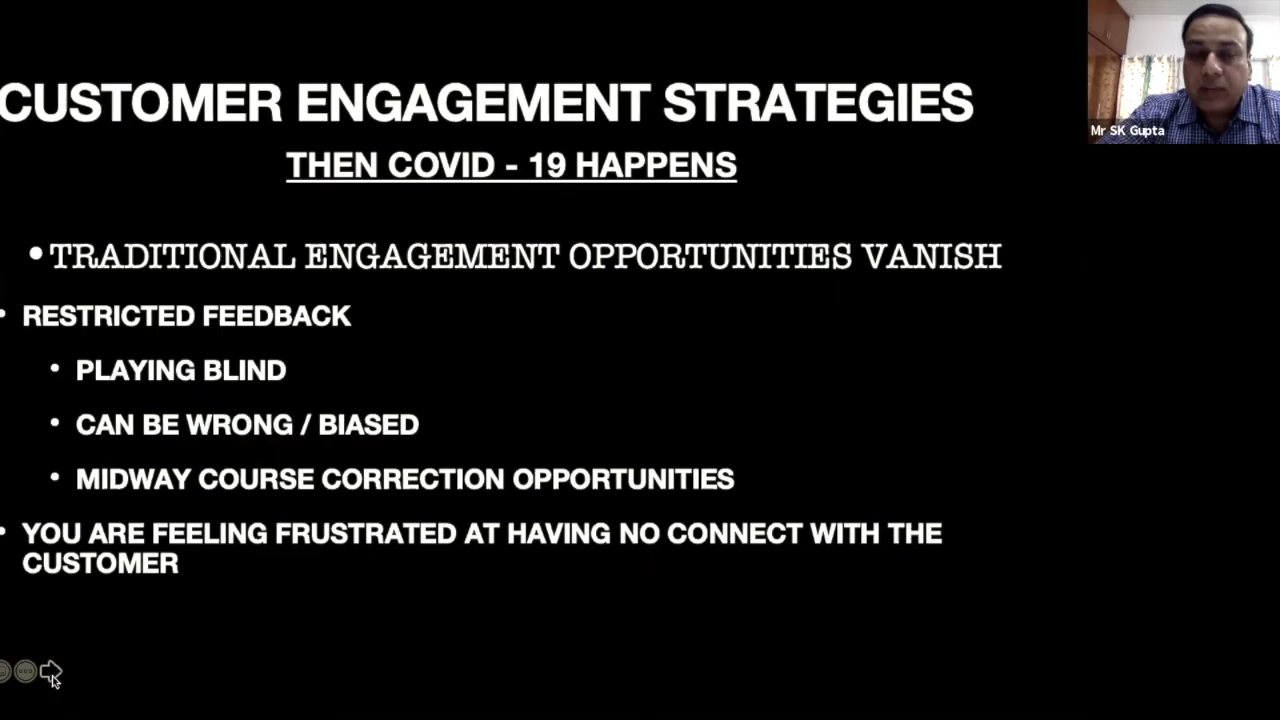 CUSTOMER ENGAGEMENT STRATEGIES
THEN COVID - 19 HAPPENS
Mr SK Gupta
• TRADITIONAL ENGAGEMENT OPPORTUNITIES VANISH
• RESTRICTED FEEDBACK
• PLAYING BLIND
• CAN BE WRONG / BIASED
• MIDWAY COURSE CORRECTION OPPORTUNITIES
• YOU ARE FEELING FRUSTRATED AT HAVING NO CONNECT WITH THE
CUSTOMER